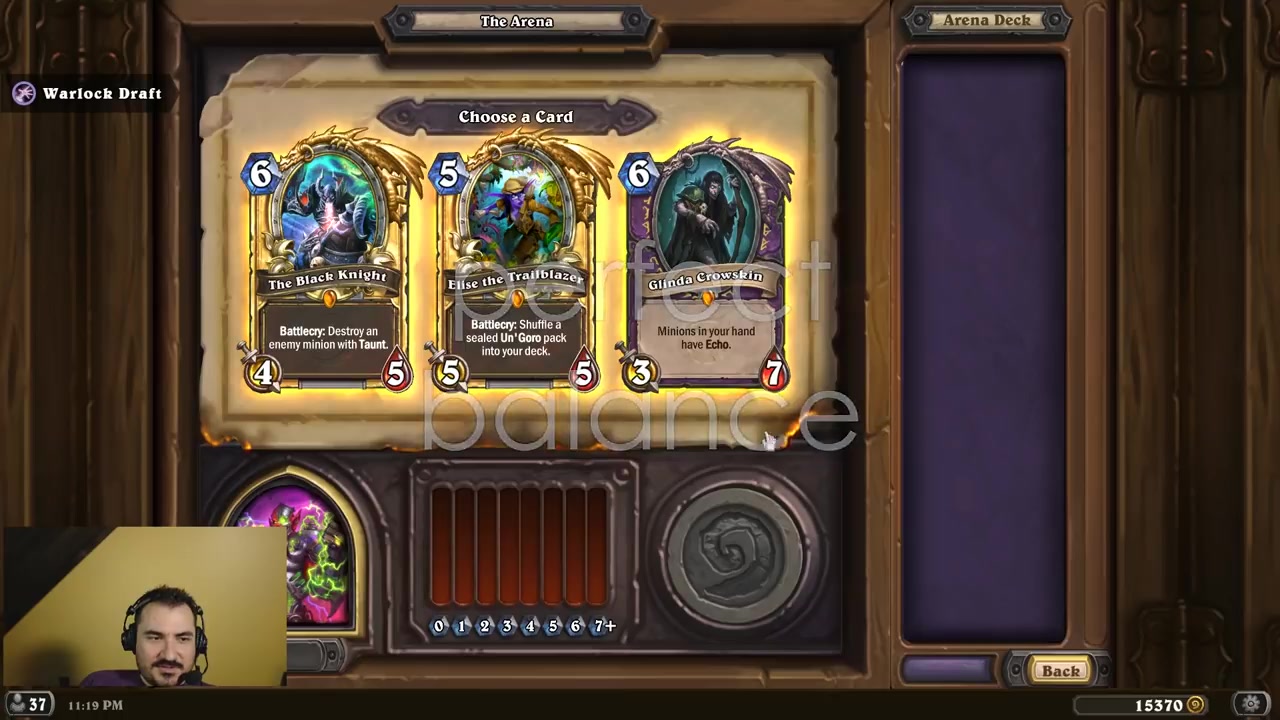 The Arena
Arena Deck
Warlock Draft
Choose a Card
6
5
6
The Black Knight
Elise the Trailblazer
Glinda Crowskin
Battlecry: Destroy an
enemy minion with Taunt.
Battlecry: Shuffle a
sealed Un'Goro pack
into your deck.
Minions in your hand
have Echo.
4
5
5
5
3
7
perfect
balance
0 1 2 3 4 5 6 7+
Back
37
11:19 PM
15370